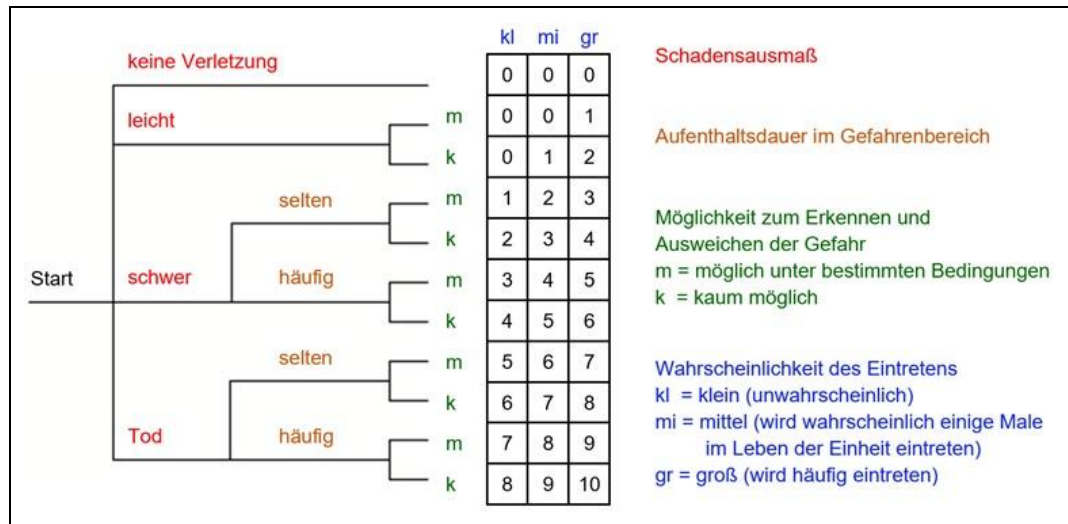 kl mi gr
keine Verletzung
0 0 0
Schadensausmaß
leicht
m 0 0 1
Aufenthaltsdauer im Gefahrenbereich
k 0 1 2
selten
m 1 2 3
Möglichkeit zum Erkennen und
Ausweichen der Gefahr
k 2 3 4
m = möglich unter bestimmten Bedingungen
Start
schwer
häufig
m 3 4 5
k = kaum möglich
k 4 5 6
selten
m 5 6 7
Wahrscheinlichkeit des Eintretens
kl = klein (unwahrscheinlich)
k 6 7 8
mi = mittel (wird wahrscheinlich einige Male
im Leben der Einheit eintreten)
Tod
häufig
m 7 8 9
gr = groß (wird häufig eintreten)
k 8 9 10